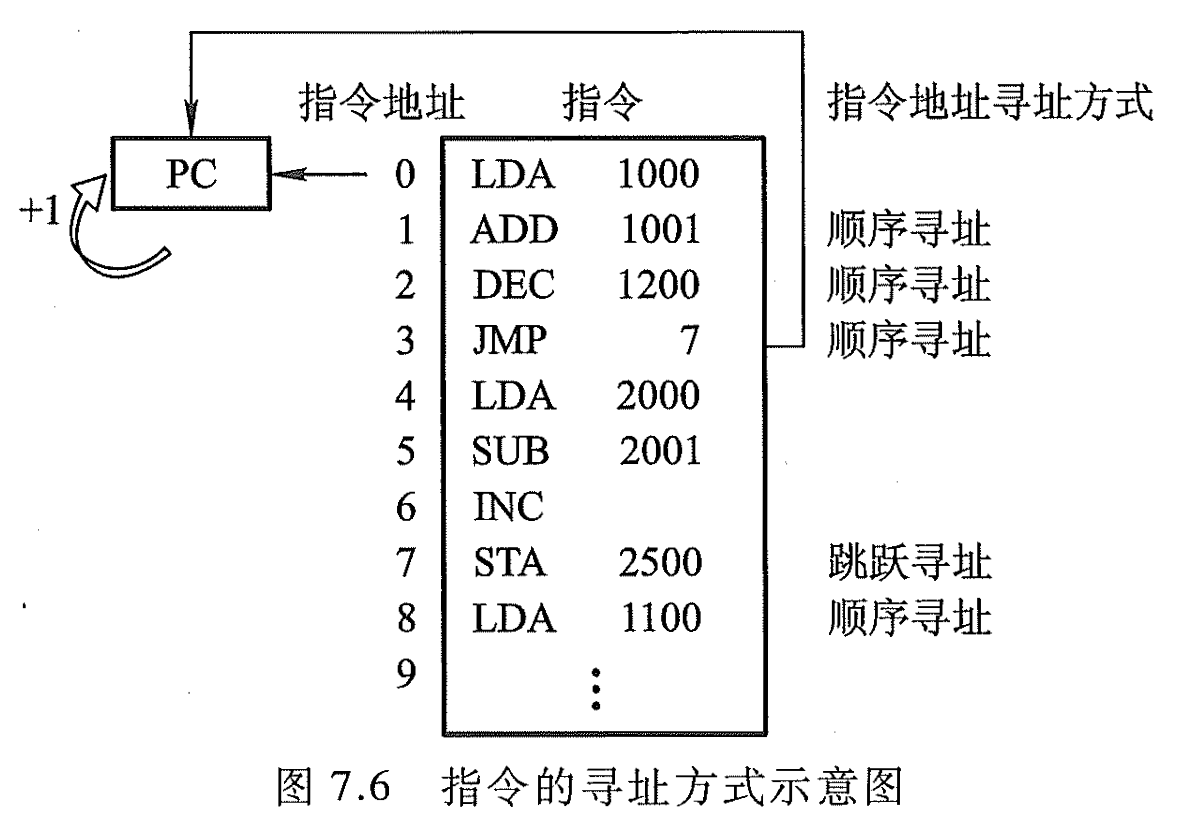 指令地址 指令 指令地址寻址方式
PC 0 LDA 1000
+1 1 ADD 1001 顺序寻址
2 DEC 1200 顺序寻址
3 JMP 7 顺序寻址
4 LDA 2000
5 SUB 2001
6 INC
7 STA 2500 跳跃寻址
8 LDA 1100 顺序寻址
9 ⋮
图 7.6 指令的寻址方式示意图